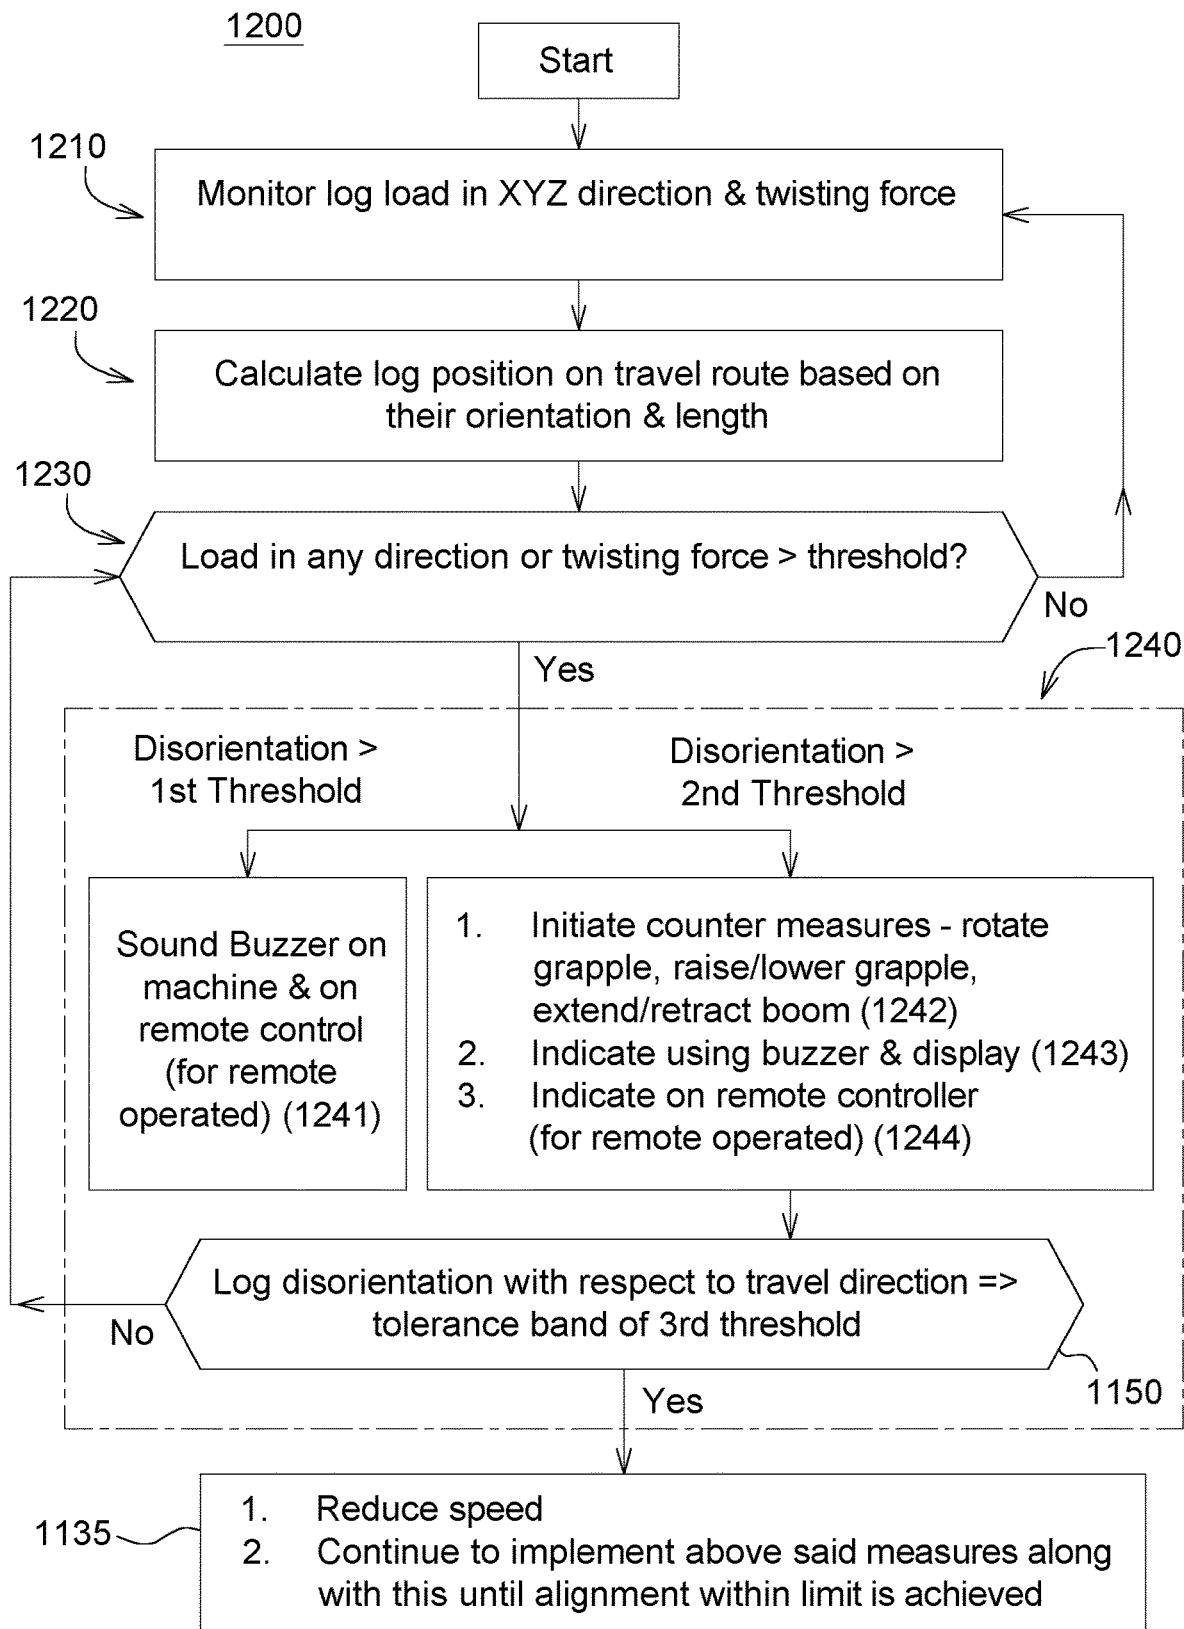 1200
Start
1210
Monitor log load in XYZ direction & twisting force
1220
Calculate log position on travel route based on
their orientation & length
1230
Load in any direction or twisting force > threshold?
No
Yes
1240
Disorientation >
1st Threshold
Disorientation >
2nd Threshold
Sound Buzzer on
machine & on
remote control
(for remote
operated) (1241)
1. Initiate counter measures - rotate
grapple, raise/lower grapple,
extend/retract boom (1242)
2. Indicate using buzzer & display (1243)
3. Indicate on remote controller
(for remote operated) (1244)
Log disorientation with respect to travel direction =>
tolerance band of 3rd threshold
No
1150
Yes
1135
1. Reduce speed
2. Continue to implement above said measures along
with this until alignment within limit is achieved